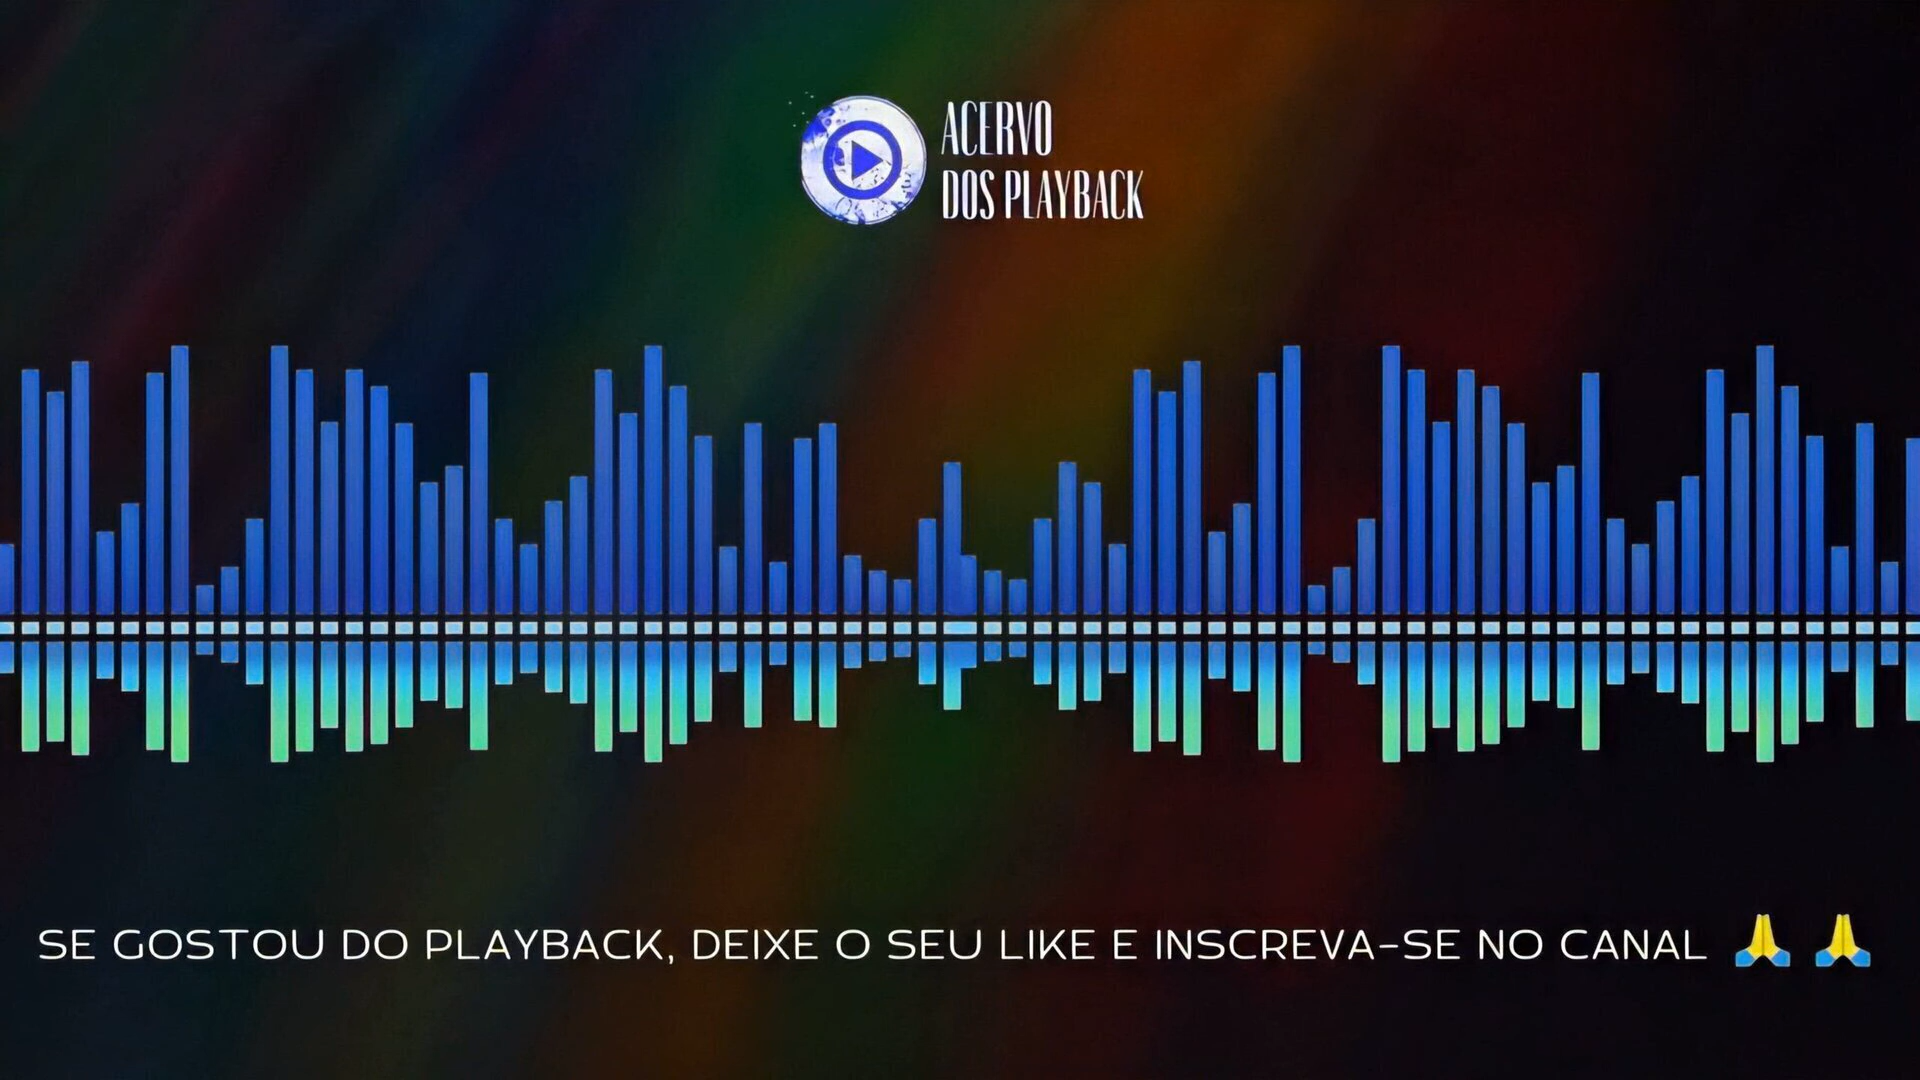 ACERVO
DOS PLAYBACK
SE GOSTOU DO PLAYBACK, DEIXE O SEU LIKE E INSCREVA-SE NO CANAL 🙏 🙏